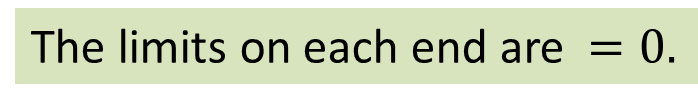 The limits on each end are = 0.